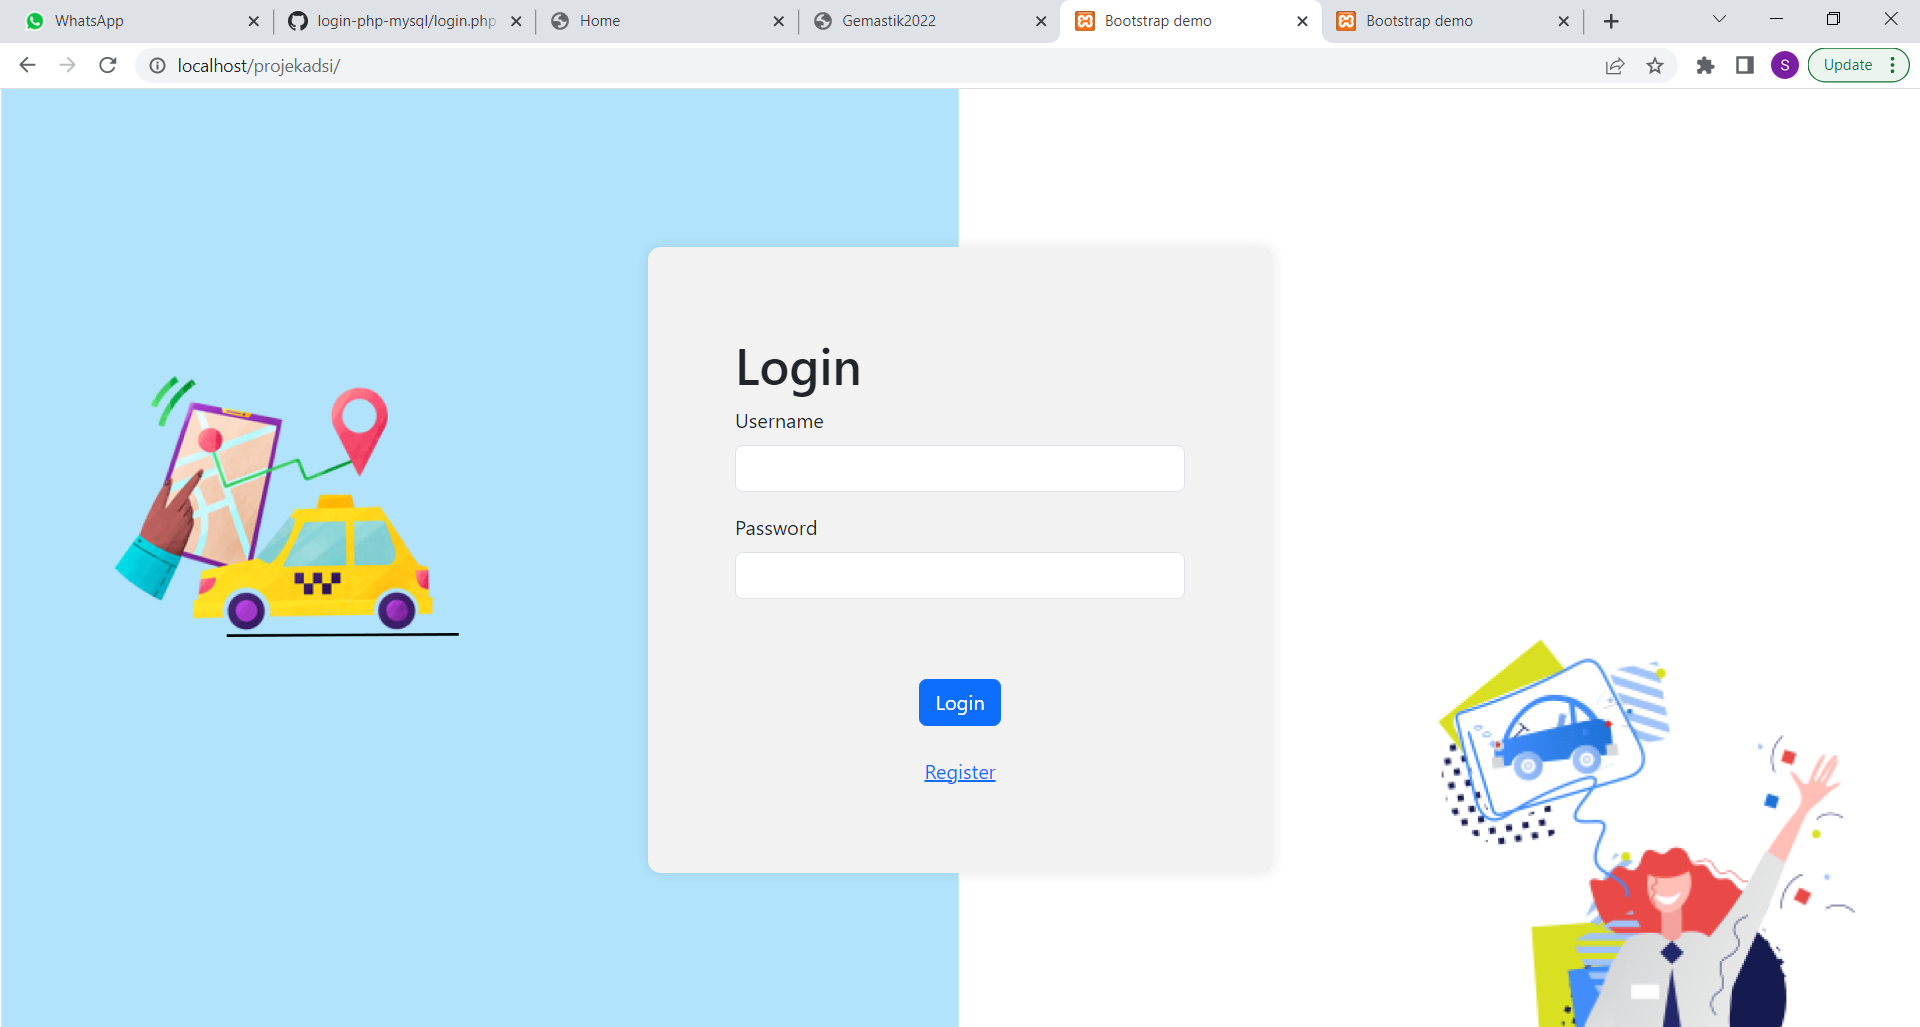 WhatsApp
login-php-mysql/login.php
Home
Gemastik2022
Bootstrap demo
Bootstrap demo
localhost/projekadsi/
S
Update
Login
Username
Password
Login
Register